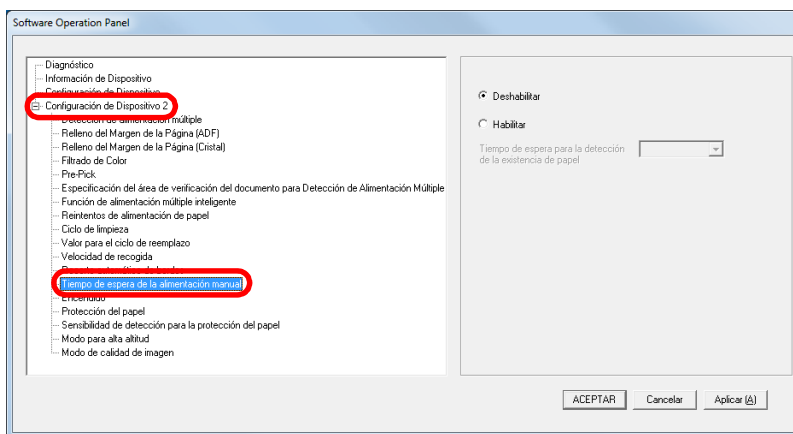 Software Operation Panel
Diagnóstico
Información de Dispositivo
Configuración de Dispositivo
Configuración de Dispositivo 2
Detección de alimentación múltiple
Relleno del Margen de la Página (ADF)
Relleno del Margen de la Página (Cristal)
Filtrado de Color
Pre-Pick
Especificación del área de verificación del documento para Detección de Alimentación Múltiple
Función de alimentación múltiple inteligente
Reintentos de alimentación de papel
Ciclo de limpieza
Valor para el ciclo de reemplazo
Velocidad de recogida
Recorte automático de bordes
Tiempo de espera de la alimentación manual
Encendido
Protección del papel
Sensibilidad de detección para la protección del papel
Modo para alta altitud
Modo de calidad de imagen
Deshabilitar
Habilitar
Tiempo de espera para la detección
de la existencia de papel
ACEPTAR
Cancelar
Aplicar (A)